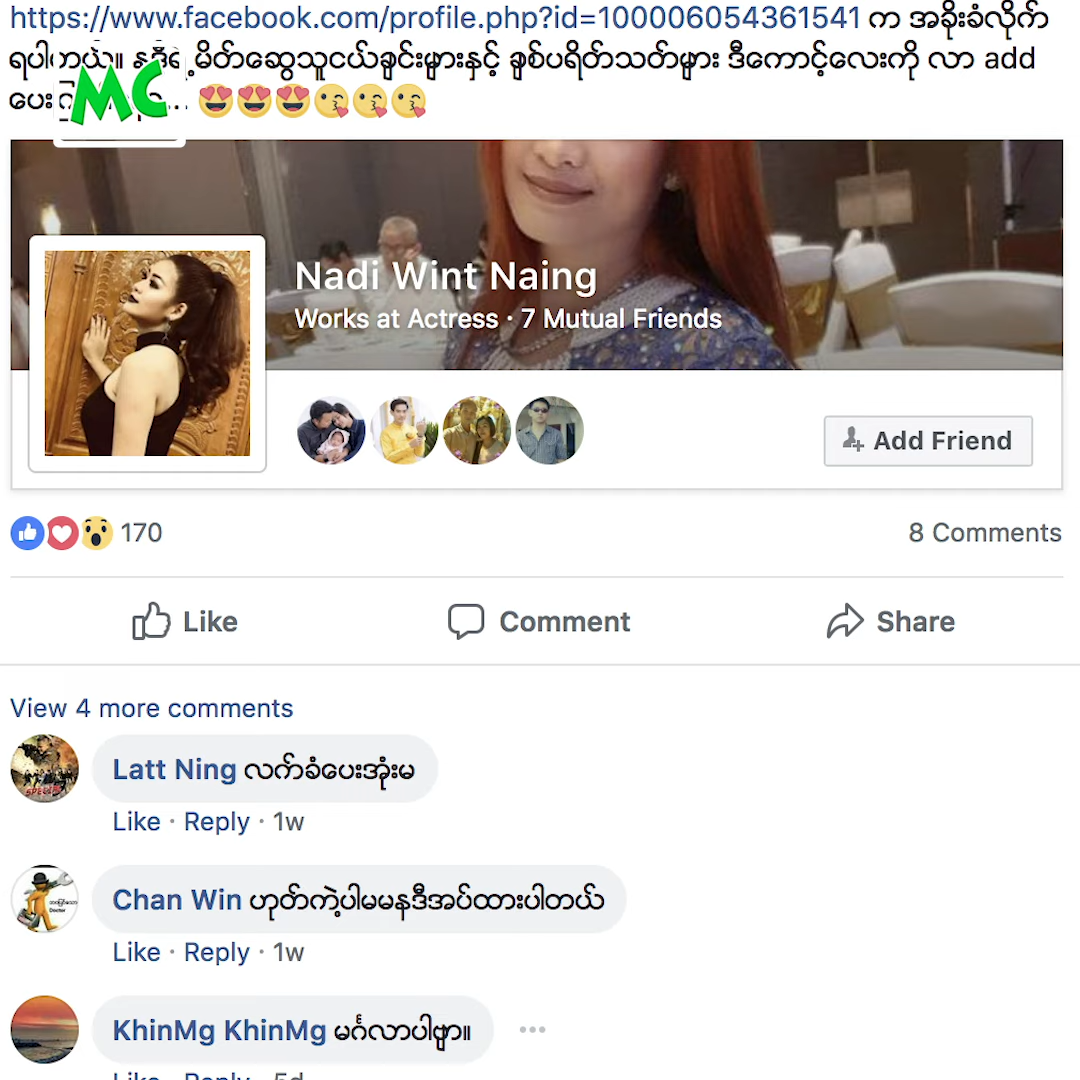 https://www.facebook.com/profile.php?id=100006054361541 က အခိုးခံလိုက်
ရပါတယ်။ နဒီရဲ့မိတ်ဆွေသူငယ်ချင်းများနှင့် ချစ်ပရိတ်သတ်များ ဒီကောင့်လေးကို လာ add
ပေး
MC
Nadi Wint Naing
Works at Actress · 7 Mutual Friends
Add Friend
170
8 Comments
Like
Comment
Share
View 4 more comments
Latt Ning လက်ခံပေးအုံးမ
Like · Reply · 1w
Chan Win ဟုတ်ကဲ့ပါမမနဒီအပ်ထားပါတယ်
Like · Reply · 1w
KhinMg KhinMg မင်္ဂလာပါဗျာ။
Like · Reply · 5d